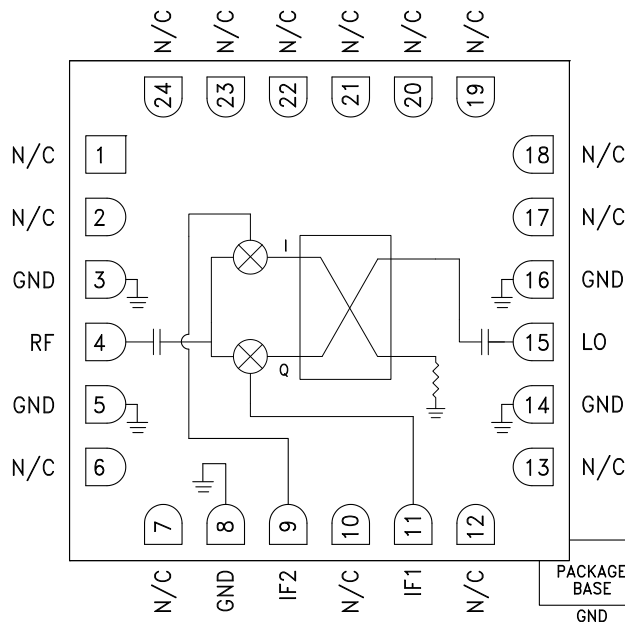 N/C N/C N/C N/C N/C N/C
24 23 22 21 20 19
N/C 1 18 N/C
N/C 2 17 N/C
GND 3 16 GND
I
RF 4 15 LO
Q
GND 5 14 GND
N/C 6 13 N/C
7 8 9 10 11 12
N/C GND IF2 N/C IF1 N/C
PACKAGE
BASE
GND